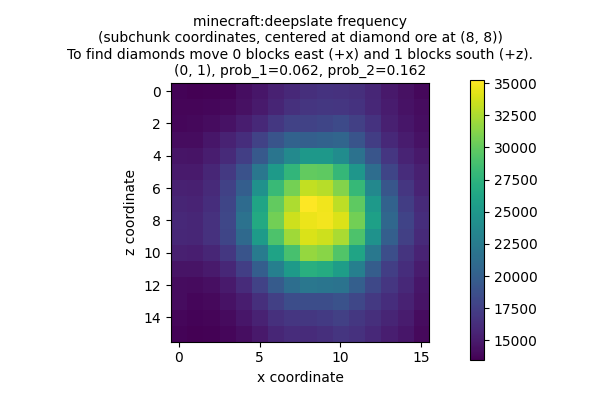 minecraft:deepslate frequency
(subchunk coordinates, centered at diamond ore at (8, 8))
To find diamonds move 0 blocks east (+x) and 1 blocks south (+z).
(0, 1), prob_1=0.062, prob_2=0.162
0
2
4
6
8
10
12
14
z coordinate
0 5 10 15
x coordinate
35000
32500
30000
27500
25000
22500
20000
17500
15000